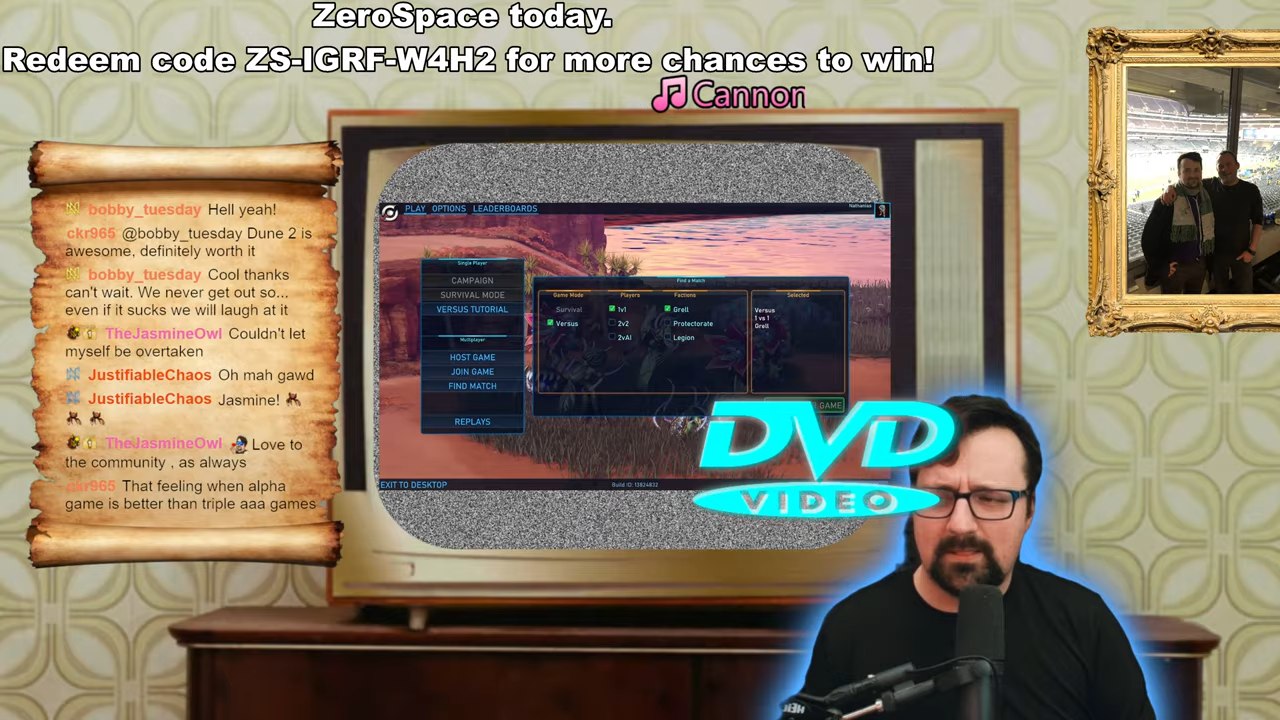 ZeroSpace today.
Redeem code ZS-IGRF-W4H2 for more chances to win!
Cannon
bobby_tuesday Hell yeah!
ckr965 @bobby_tuesday Dune 2 is
awesome, definitely worth it
bobby_tuesday Cool thanks
can't wait. We never get out so...
even if it sucks we will laugh at it
TheJasmineOwl Couldn't let
myself be overtaken
JustifiableChaos Oh mah gawd
JustifiableChaos Jasmine!
TheJasmineOwl Love to
the community , as always
ckr965 That feeling when alpha
game is better than triple aaa games
PLAY OPTIONS LEADERBOARDS
Nathanias
Single Player
CAMPAIGN
SURVIVAL MODE
VERSUS TUTORIAL
Multiplayer
HOST GAME
JOIN GAME
FIND MATCH
REPLAYS
Find a Match
Game Mode Players Factions Selected
Survival 1v1 Grell
Versus 2v2 Protectorate
2vAI Legion
Versus
1 vs 1
Grell
GAME
EXIT TO DESKTOP
Build ID: 13824832
DVD
VIDEO